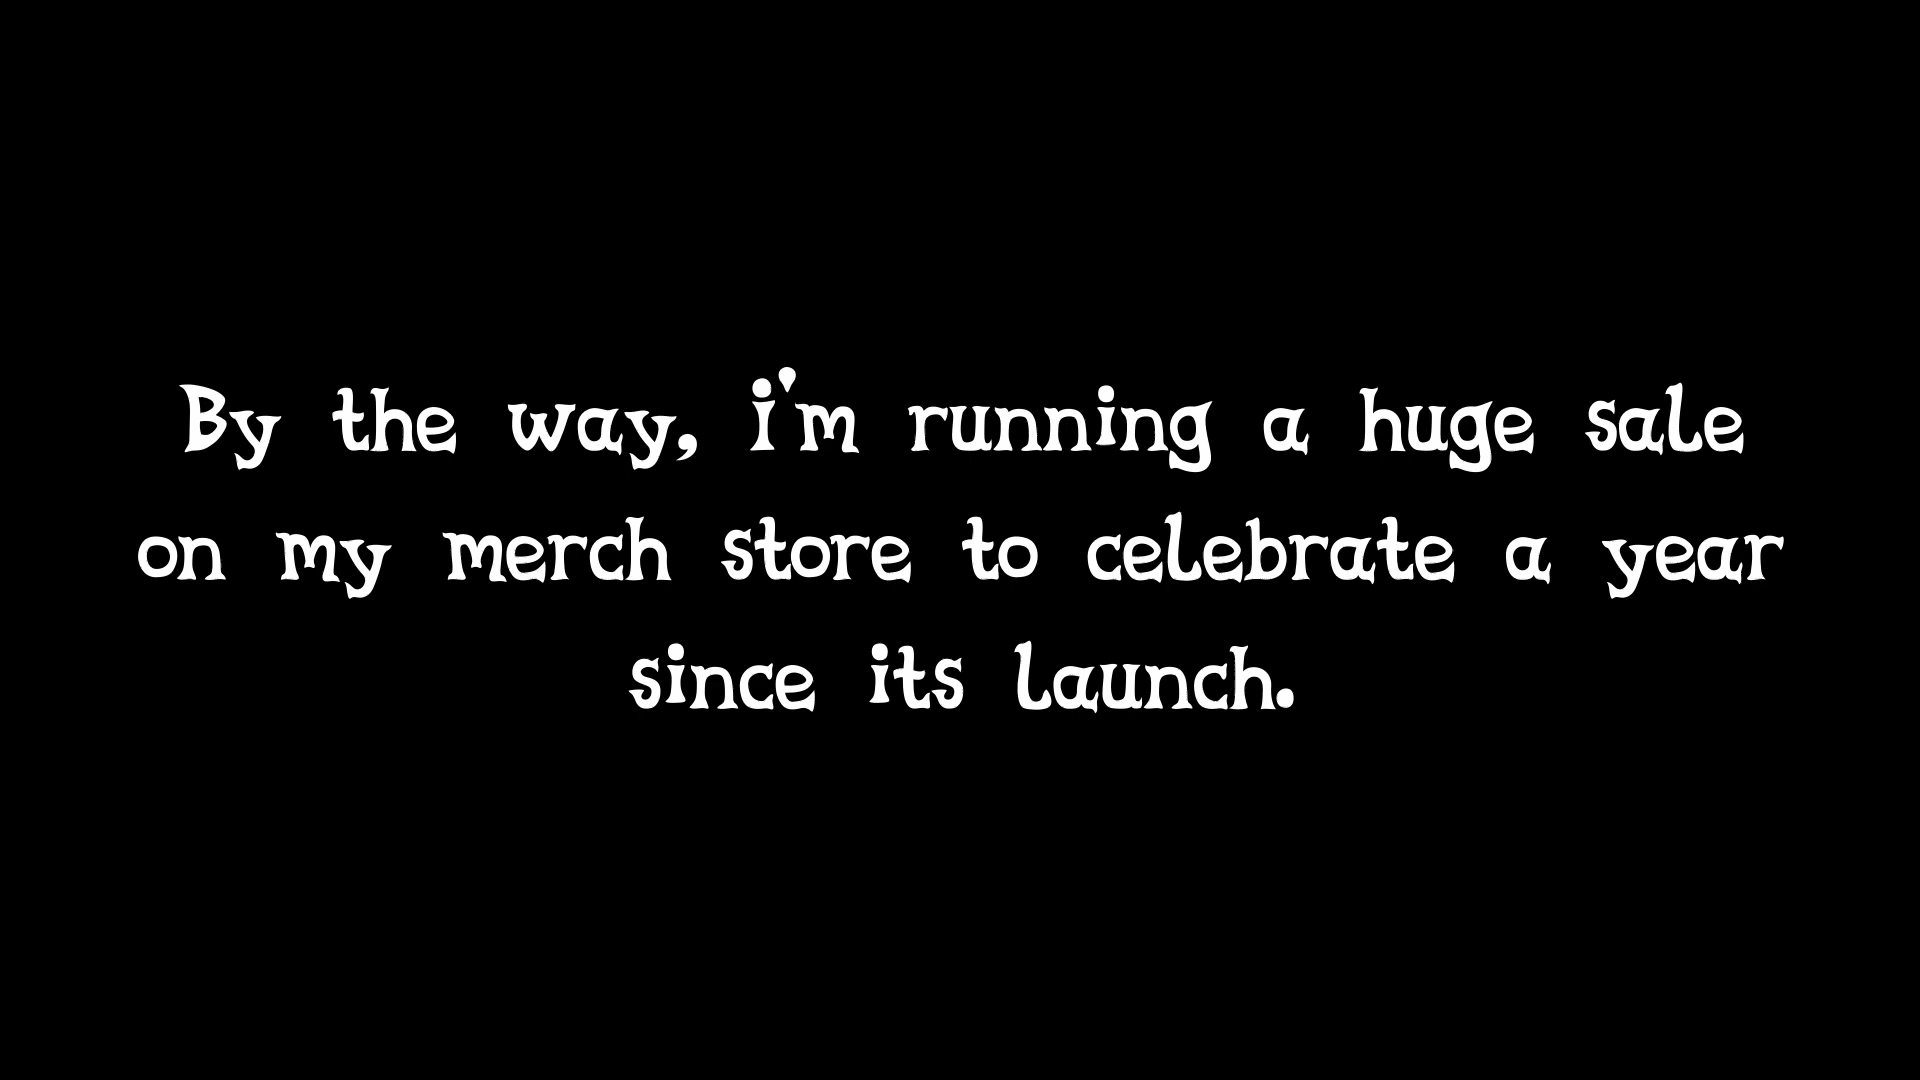 By the way, i'm running a huge sale
on my merch store to celebrate a year
since its launch.